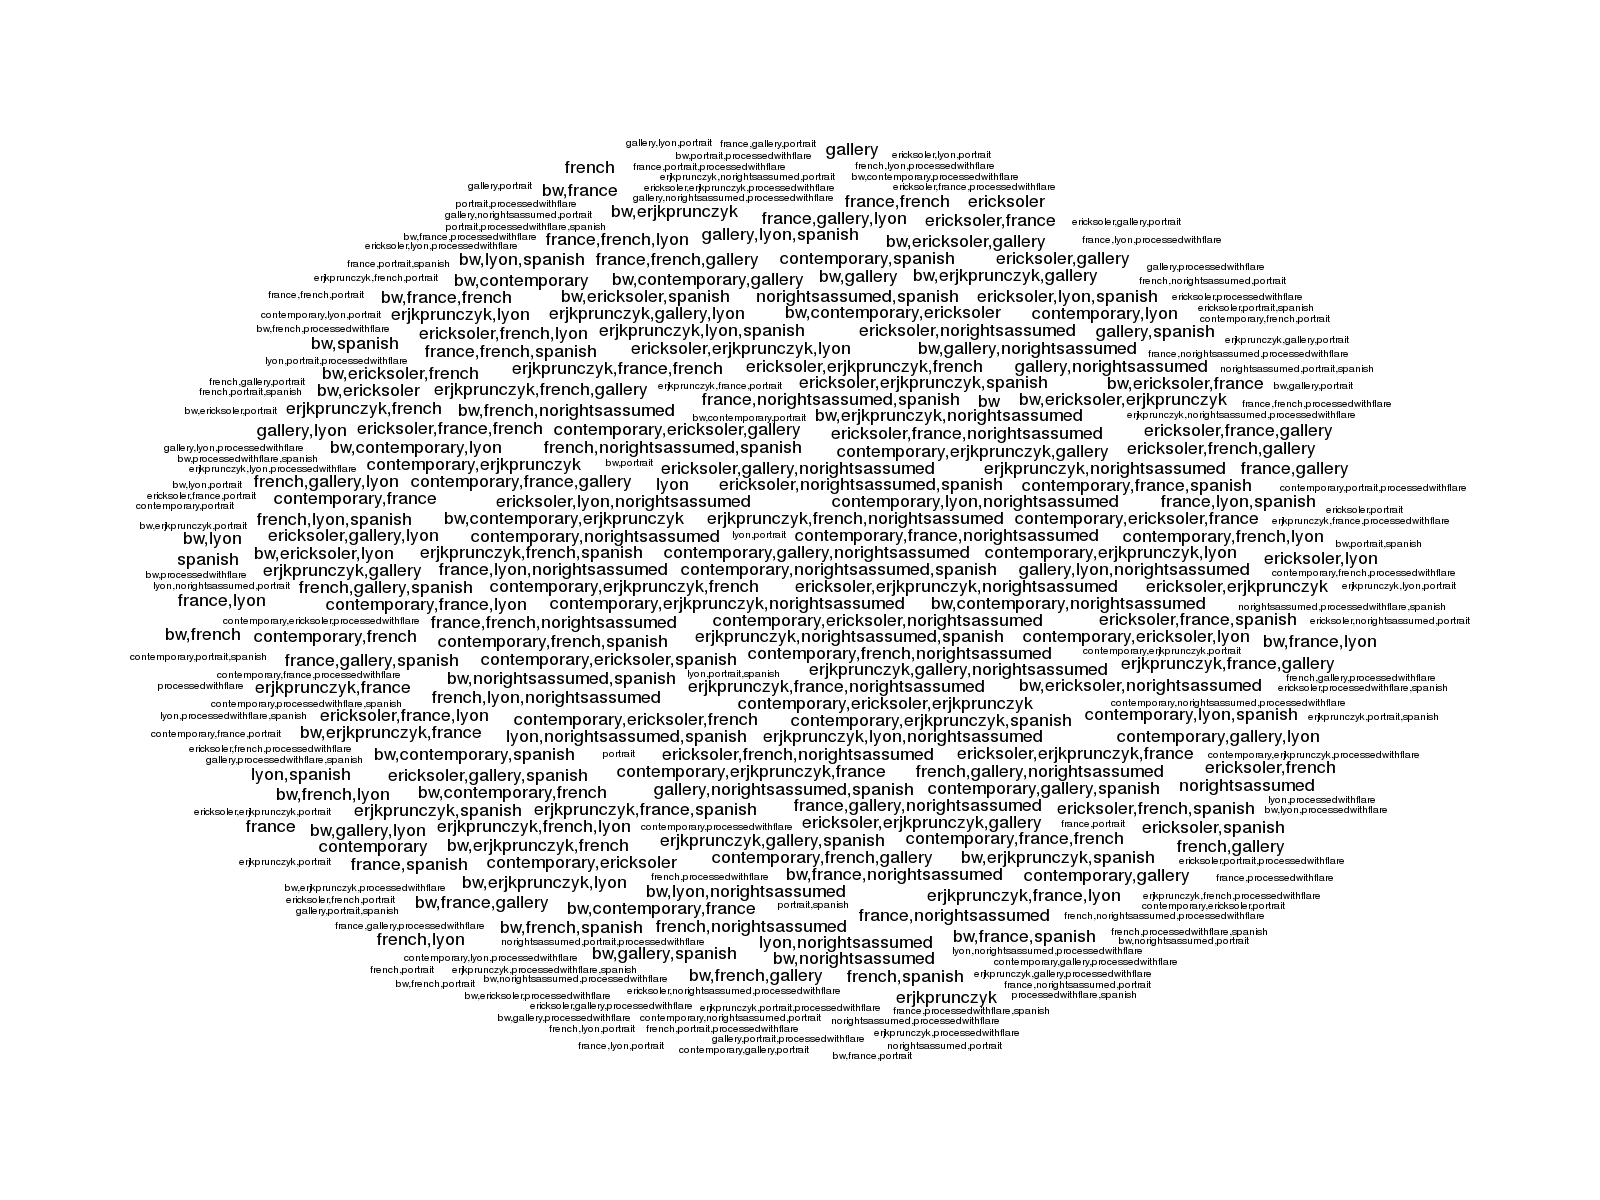 gallery,lyon,portrait france,gallery,portrait gallery
bw,portrait,processedwithflare ericksoler,lyon,portrait
french france,portrait,processedwithflare french,lyon,processedwithflare
erjkprunczyk,norightsassumed,portrait bw,contemporary,processedwithflare
gallery,portrait bw,france ericksoler,erjkprunczyk,processedwithflare ericksoler,france,processedwithflare
portrait,processedwithflare gallery,norightsassumed,processedwithflare france,french ericksoler
gallery,norightsassumed,portrait bw,erjkprunczyk france,gallery,lyon ericksoler,france ericksoler,gallery,portrait
portrait,processedwithflare,spanish
bw,france,processedwithflare france,french,lyon gallery,lyon,spanish bw,ericksoler,gallery france,lyon,processedwithflare
ericksoler,lyon,processedwithflare
france,portrait,spanish bw,lyon,spanish france,french,gallery contemporary,spanish ericksoler,gallery gallery,processedwithflare
erjkprunczyk,french,portrait bw,contemporary bw,contemporary,gallery bw,gallery bw,erjkprunczyk,gallery french,norightsassumed,portrait
france,french,portrait bw,france,french bw,ericksoler,spanish norightsassumed,spanish ericksoler,lyon,spanish ericksoler,processedwithflare
contemporary,lyon,portrait erjkprunczyk,lyon erjkprunczyk,gallery,lyon bw,contemporary,ericksoler contemporary,lyon ericksoler,portrait,spanish
contemporary,french,portrait
bw,french,processedwithflare ericksoler,french,lyon erjkprunczyk,lyon,spanish ericksoler,norightsassumed gallery,spanish
bw,spanish france,french,spanish ericksoler,erjkprunczyk,lyon bw,gallery,norightsassumed erjkprunczyk,gallery,portrait
france,norightsassumed,processedwithflare
lyon,portrait,processedwithflare bw,ericksoler,french erjkprunczyk,france,french ericksoler,erjkprunczyk,french gallery,norightsassumed norightsassumed,portrait,spanish
french,gallery,portrait bw,ericksoler erjkprunczyk,french,gallery erjkprunczyk,france,portrait ericksoler,erjkprunczyk,spanish bw,ericksoler,france bw,gallery,portrait
french,portrait,spanish
bw,ericksoler,portrait erjkprunczyk,french bw,french,norightsassumed france,norightsassumed,spanish bw bw,ericksoler,erjkprunczyk france,french,processedwithflare
bw,contemporary,portrait bw,erjkprunczyk,norightsassumed erjkprunczyk,norightsassumed,processedwithflare
gallery,lyon ericksoler,france,french contemporary,ericksoler,gallery ericksoler,france,norightsassumed ericksoler,france,gallery
gallery,lyon,processedwithflare bw,contemporary,lyon french,norightsassumed,spanish contemporary,erjkprunczyk,gallery ericksoler,french,gallery
bw,processedwithflare,spanish
erjkprunczyk,lyon,processedwithflare contemporary,erjkprunczyk bw,portrait ericksoler,gallery,norightsassumed erjkprunczyk,norightsassumed france,gallery
bw,lyon,portrait french,gallery,lyon contemporary,france,gallery lyon ericksoler,norightsassumed,spanish contemporary,france,spanish contemporary,portrait,processedwithflare
ericksoler,france,portrait contemporary,france ericksoler,lyon,norightsassumed contemporary,lyon,norightsassumed france,lyon,spanish
contemporary,portrait ericksoler,portrait
bw,erjkprunczyk,portrait french,lyon,spanish bw,contemporary,erjkprunczyk erjkprunczyk,french,norightsassumed contemporary,ericksoler,france erjkprunczyk,france,processedwithflare
bw,lyon ericksoler,gallery,lyon contemporary,norightsassumed lyon,portrait contemporary,france,norightsassumed contemporary,french,lyon bw,portrait,spanish
spanish bw,ericksoler,lyon erjkprunczyk,french,spanish contemporary,gallery,norightsassumed contemporary,erjkprunczyk,lyon ericksoler,lyon
bw,processedwithflare erjkprunczyk,gallery france,lyon,norightsassumed contemporary,norightsassumed,spanish gallery,lyon,norightsassumed contemporary,french,processedwithflare
lyon,norightsassumed,portrait french,gallery,spanish contemporary,erjkprunczyk,french ericksoler,erjkprunczyk,norightsassumed ericksoler,erjkprunczyk erjkprunczyk,lyon,portrait
france,lyon contemporary,france,lyon contemporary,erjkprunczyk,norightsassumed bw,contemporary,norightsassumed norightsassumed,processedwithflare,spanish
contemporary,ericksoler,processedwithflare france,french,norightsassumed contemporary,ericksoler,norightsassumed ericksoler,france,spanish ericksoler,norightsassumed,portrait
bw,french contemporary,french contemporary,french,spanish erjkprunczyk,norightsassumed,spanish contemporary,ericksoler,lyon bw,france,lyon
contemporary,portrait,spanish france,gallery,spanish contemporary,ericksoler,spanish contemporary,french,norightsassumed contemporary,erjkprunczyk,portrait erjkprunczyk,france,gallery
contemporary,france,processedwithflare bw,norightsassumed,spanish lyon,portrait,spanish erjkprunczyk,gallery,norightsassumed french,gallery,processedwithflare
processedwithflare erjkprunczyk,france erjkprunczyk,france,norightsassumed bw,ericksoler,norightsassumed ericksoler,processedwithflare,spanish
contemporary,processedwithflare,spanish french,lyon,norightsassumed contemporary,ericksoler,erjkprunczyk contemporary,norightsassumed,processedwithflare
lyon,processedwithflare,spanish ericksoler,france,lyon contemporary,ericksoler,french contemporary,erjkprunczyk,spanish contemporary,lyon,spanish erjkprunczyk,portrait,spanish
contemporary,france,portrait bw,erjkprunczyk,france lyon,norightsassumed,spanish erjkprunczyk,lyon,norightsassumed contemporary,gallery,lyon
ericksoler,french,processedwithflare bw,contemporary,spanish portrait ericksoler,french,norightsassumed ericksoler,erjkprunczyk,france contemporary,erjkprunczyk,processedwithflare
gallery,processedwithflare,spanish
lyon,spanish ericksoler,gallery,spanish contemporary,erjkprunczyk,france french,gallery,norightsassumed ericksoler,french
bw,french,lyon bw,contemporary,french gallery,norightsassumed,spanish contemporary,gallery,spanish norightsassumed
lyon,processedwithflare
ericksoler,erjkprunczyk,portrait erjkprunczyk,spanish erjkprunczyk,france,spanish france,gallery,norightsassumed ericksoler,french,spanish bw,lyon,processedwithflare
france bw,gallery,lyon erjkprunczyk,french,lyon contemporary,processedwithflare ericksoler,erjkprunczyk,gallery france,portrait ericksoler,spanish
contemporary bw,erjkprunczyk,french erjkprunczyk,gallery,spanish contemporary,france,french french,gallery
erjkprunczyk,portrait france,spanish contemporary,ericksoler contemporary,french,gallery bw,erjkprunczyk,spanish ericksoler,portrait,processedwithflare
bw,erjkprunczyk,processedwithflare bw,erjkprunczyk,lyon french,processedwithflare bw,france,norightsassumed contemporary,gallery france,processedwithflare
ericksoler,french,portrait bw,france,gallery bw,lyon,norightsassumed erjkprunczyk,france,lyon erjkprunczyk,french,processedwithflare
gallery,portrait,spanish bw,contemporary,france portrait,spanish france,norightsassumed contemporary,ericksoler,portrait
french,norightsassumed,processedwithflare
france,gallery,processedwithflare bw,french,spanish french,norightsassumed french,processedwithflare,spanish
french,lyon norightsassumed,portrait,processedwithflare lyon,norightsassumed bw,france,spanish bw,norightsassumed,portrait
contemporary,lyon,processedwithflare bw,gallery,spanish bw,norightsassumed lyon,norightsassumed,processedwithflare
contemporary,gallery,processedwithflare
french,portrait erjkprunczyk,processedwithflare,spanish bw,french,gallery french,spanish erjkprunczyk,gallery,processedwithflare
bw,french,portrait bw,norightsassumed,processedwithflare france,norightsassumed,portrait
bw,ericksoler,processedwithflare ericksoler,norightsassumed,processedwithflare erjkprunczyk processedwithflare,spanish
ericksoler,gallery,processedwithflare erjkprunczyk,portrait,processedwithflare france,processedwithflare,spanish
bw,gallery,processedwithflare contemporary,norightsassumed,portrait norightsassumed,processedwithflare
french,lyon,portrait french,portrait,processedwithflare erjkprunczyk,processedwithflare
gallery,portrait,processedwithflare
france,lyon,portrait contemporary,gallery,portrait norightsassumed,portrait
bw,france,portrait